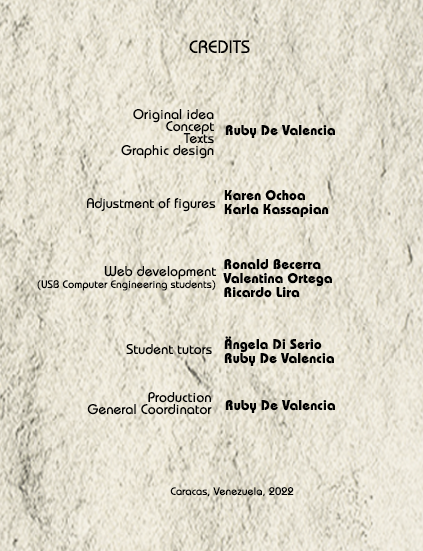 CREDITS
Original idea
Concept
Texts
Graphic design
Ruby De Valencia
Adjustment of figures
Karen Ochoa
Karla Kassapian
Web development
(USB Computer Engineering students)
Ronald Becerra
Valentina Ortega
Ricardo Lira
Student tutors
Ängela Di Serio
Ruby De Valencia
Production
General Coordinator
Ruby De Valencia
Caracas, Venezuela, 2022